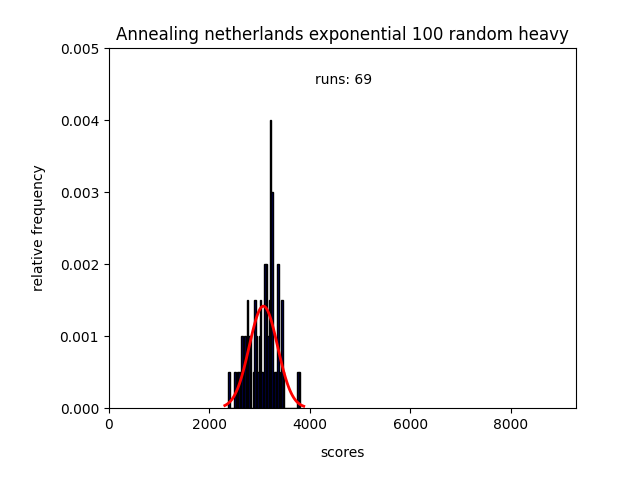 Annealing netherlands exponential 100 random heavy
0.005
runs: 69
0.004
0.003
relative frequency
0.002
0.001
0.000
0 2000 4000 6000 8000
scores